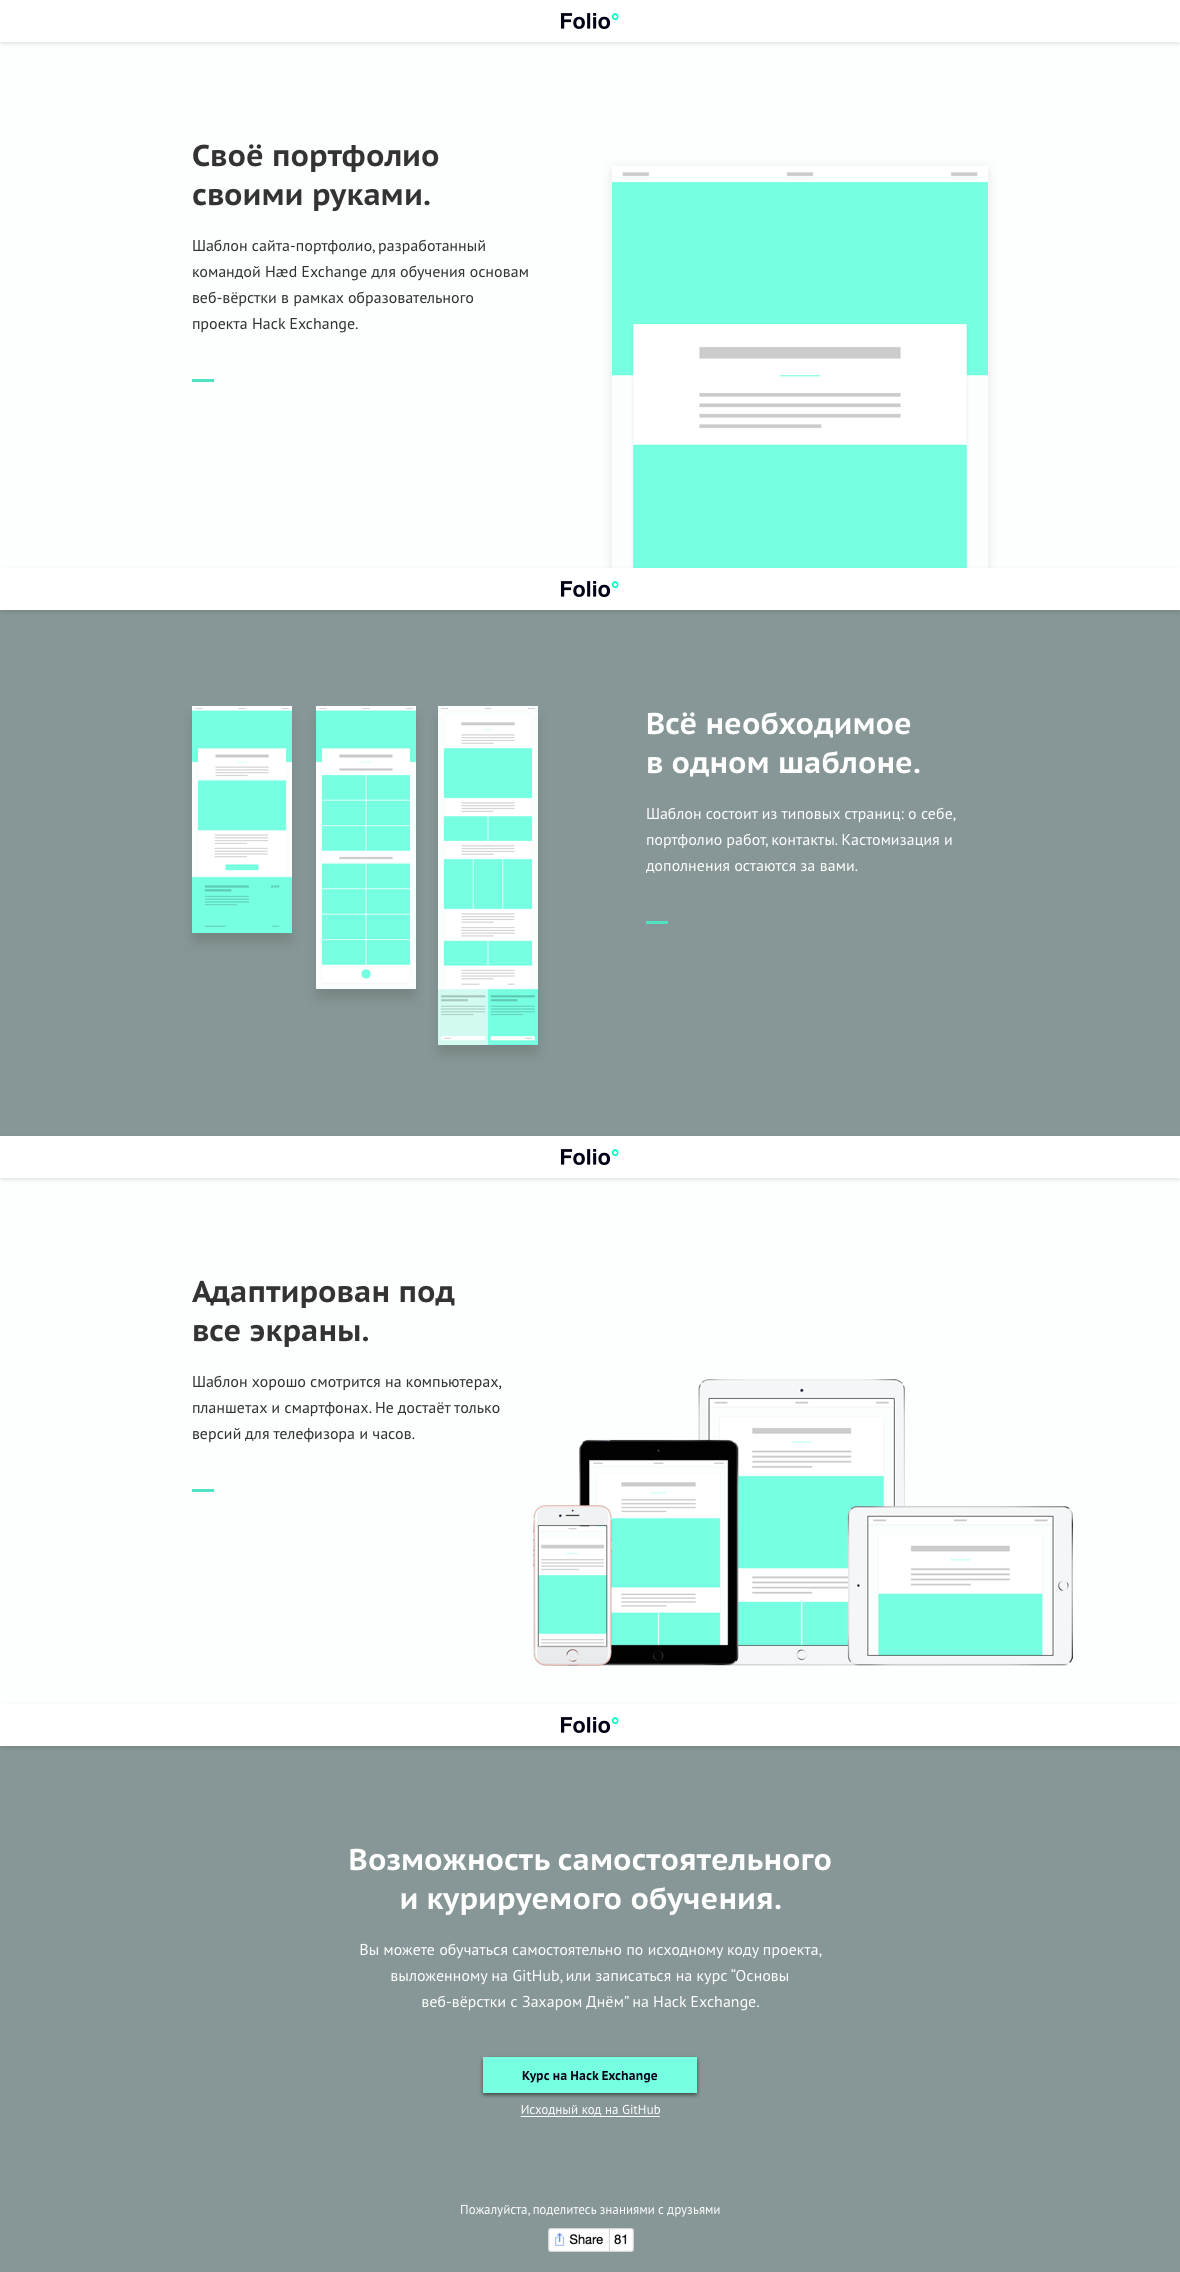 Folio°
Своё портфолио
своими руками.
Шаблон сайта-портфолио, разработанный
командой Hæd Exchange для обучения основам
веб-вёрстки в рамках образовательного
проекта Hack Exchange.
Folio°
Всё необходимое
в одном шаблоне.
Шаблон состоит из типовых страниц: о себе,
портфолио работ, контакты. Кастомизация и
дополнения остаются за вами.
Folio°
Адаптирован под
все экраны.
Шаблон хорошо смотрится на компьютерах,
планшетах и смартфонах. Не достаёт только
версий для телефизора и часов.
Folio°
Возможность самостоятельного
и курируемого обучения.
Вы можете обучаться самостоятельно по исходному коду проекта,
выложенному на GitHub, или записаться на курс “Основы
веб-вёрстки с Захаром Днём” на Hack Exchange.
Курс на Hack Exchange
Исходный код на GitHub
Пожалуйста, поделитесь знаниями с друзьями
Share 81